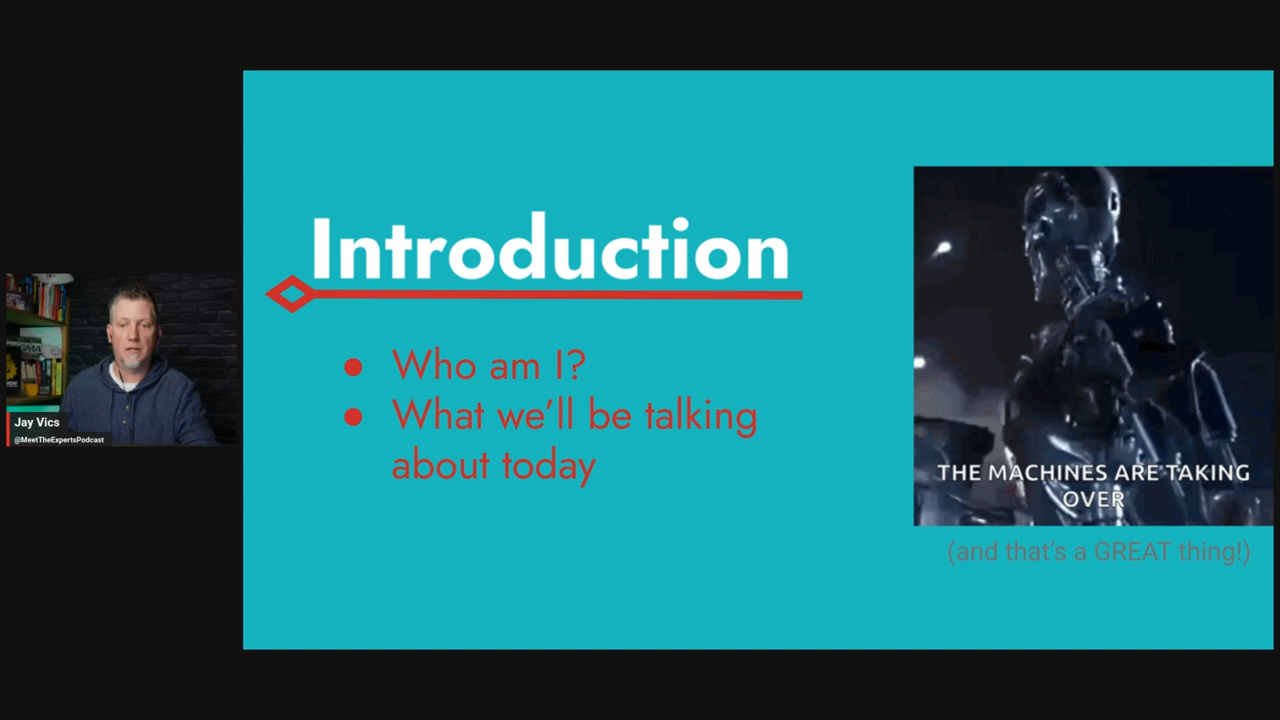 Introduction
● Who am I?
● What we'll be talking
about today
THE MACHINES ARE TAKING
OVER
(and that's a GREAT thing!)
Jay Vics
@MeetTheExpertsPodcast